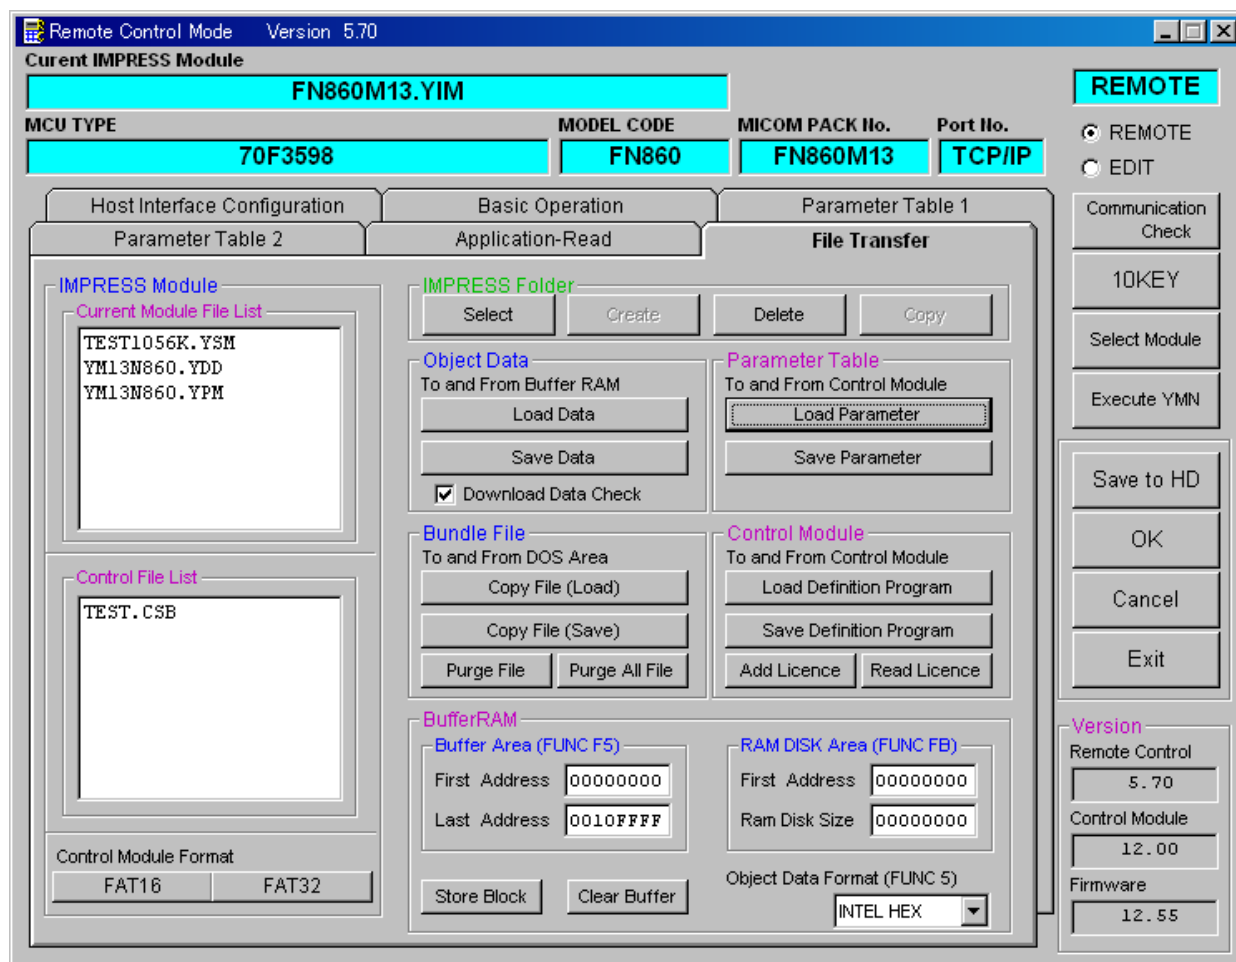 Remote Control Mode Version 5.70
Curent IMPRESS Module
FN860M13.YIM
REMOTE
MCU TYPE
MODEL CODE
MICOM PACK No.
Port No.
70F3598
FN860
FN860M13
TCP/IP
REMOTE
EDIT
Host Interface Configuration
Basic Operation
Parameter Table 1
Parameter Table 2
Application-Read
File Transfer
IMPRESS Module
Current Module File List
TEST1056K.YSM
YM13N860.YDD
YM13N860.YPM
Control File List
TEST.CSB
Control Module Format
FAT16
FAT32
IMPRESS Folder
Select
Create
Delete
Copy
Object Data
To and From Buffer RAM
Load Data
Save Data
Download Data Check
Parameter Table
To and From Control Module
Load Parameter
Save Parameter
Bundle File
To and From DOS Area
Copy File (Load)
Copy File (Save)
Purge File
Purge All File
Control Module
To and From Control Module
Load Definition Program
Save Definition Program
Add Licence
Read Licence
BufferRAM
Buffer Area (FUNC F5)
First Address 00000000
Last Address 0010FFFF
RAM DISK Area (FUNC FB)
First Address 00000000
Ram Disk Size 00000000
Store Block
Clear Buffer
Object Data Format (FUNC 5)
INTEL HEX
Communication
Check
10KEY
Select Module
Execute YMN
Save to HD
OK
Cancel
Exit
Version
Remote Control
5.70
Control Module
12.00
Firmware
12.55